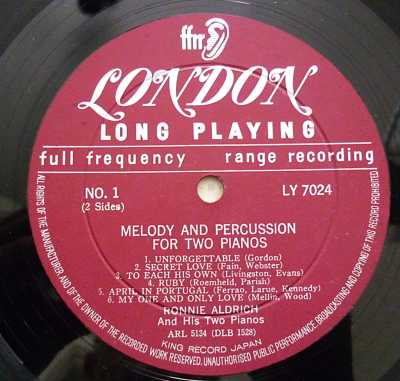 ffrr
LONDON
LONG PLAYING
full frequency range recording
NO. 1 LY 7024
(2 Sides)
MELODY AND PERCUSSION
FOR TWO PIANOS
1. UNFORGETTABLE (Gordon)
2. SECRET LOVE (Fain, Webster)
3. TO EACH HIS OWN (Livingston, Evans)
4. RUBY (Roemheld, Parish)
5. APRIL IN PORTUGAL (Ferrao, Larue, Kennedy)
6. MY ONE AND ONLY LOVE (Mellin, Wood)
RONNIE ALDRICH
And His Two Pianos
ARL 5134 (DLB 1528)
KING RECORD JAPAN
ALL RIGHTS OF THE MANUFACTURER AND OF THE OWNER OF THE RECORDED WORK RESERVED. UNAUTHORISED PUBLIC PERFORMANCE, BROADCASTING AND COPYING OF THIS RECORD PROHIBITED.